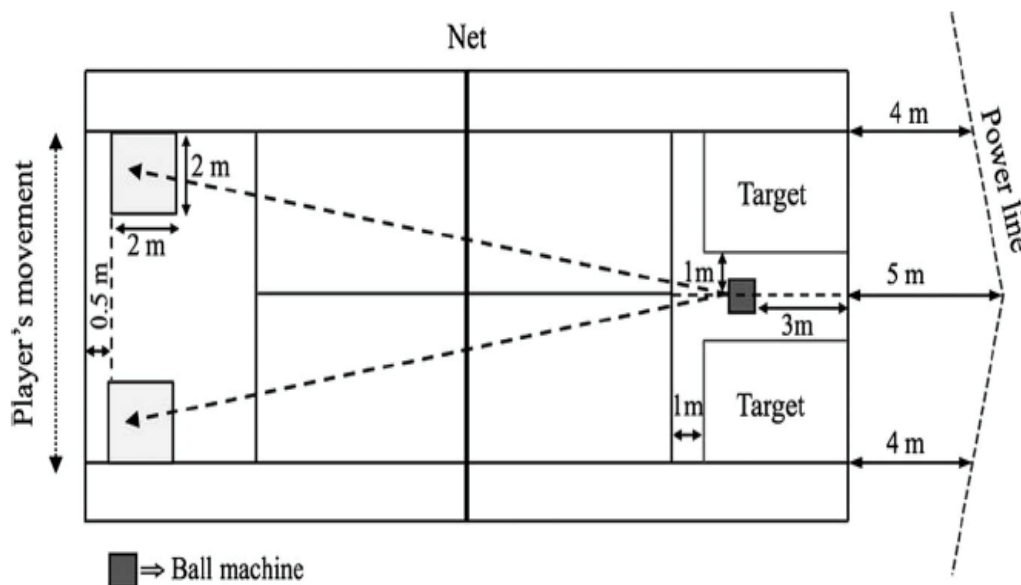 Net
4 m
Power line
Player's movement
2 m
Target
2 m
1m
0.5 m
5 m
3m
1m
Target
4 m
⇒ Ball machine